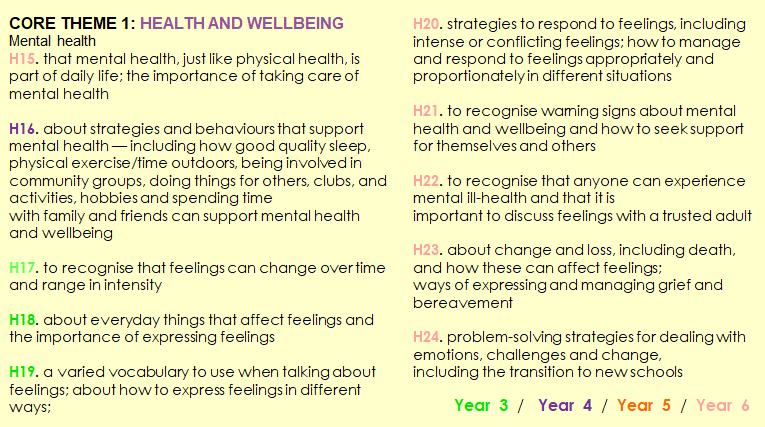 CORE THEME 1: HEALTH AND WELLBEING
Mental health
H15. that mental health, just like physical health, is
part of daily life; the importance of taking care of
mental health
H16. about strategies and behaviours that support
mental health — including how good quality sleep,
physical exercise/time outdoors, being involved in
community groups, doing things for others, clubs, and
activities, hobbies and spending time
with family and friends can support mental health
and wellbeing
H17. to recognise that feelings can change over time
and range in intensity
H18. about everyday things that affect feelings and
the importance of expressing feelings
H19. a varied vocabulary to use when talking about
feelings; about how to express feelings in different
ways;
H20. strategies to respond to feelings, including
intense or conflicting feelings; how to manage
and respond to feelings appropriately and
proportionately in different situations
H21. to recognise warning signs about mental
health and wellbeing and how to seek support
for themselves and others
H22. to recognise that anyone can experience
mental ill-health and that it is
important to discuss feelings with a trusted adult
H23. about change and loss, including death,
and how these can affect feelings;
ways of expressing and managing grief and
bereavement
H24. problem-solving strategies for dealing with
emotions, challenges and change,
including the transition to new schools
Year 3 / Year 4 / Year 5 / Year 6